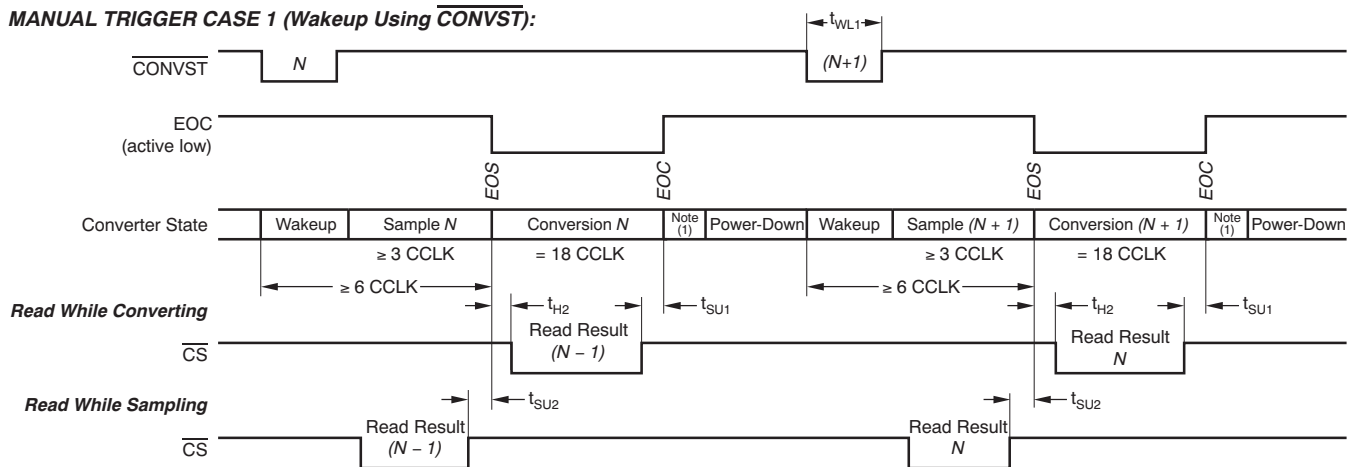 MANUAL TRIGGER CASE 1 (Wakeup Using CONVST):
tWL1
CONVST
N
(N+1)
EOC
(active low)
EOS
EOC
EOS
EOC
Converter State
Wakeup
Sample N
Conversion N
Note (1)
Power-Down
Wakeup
Sample (N + 1)
Conversion (N + 1)
Note (1)
Power-Down
≥ 3 CCLK
= 18 CCLK
≥ 3 CCLK
= 18 CCLK
≥ 6 CCLK
≥ 6 CCLK
Read While Converting
tH2
tSU1
tH2
tSU1
CS
Read Result
(N − 1)
Read Result
N
Read While Sampling
tSU2
tSU2
CS
Read Result
(N − 1)
Read Result
N